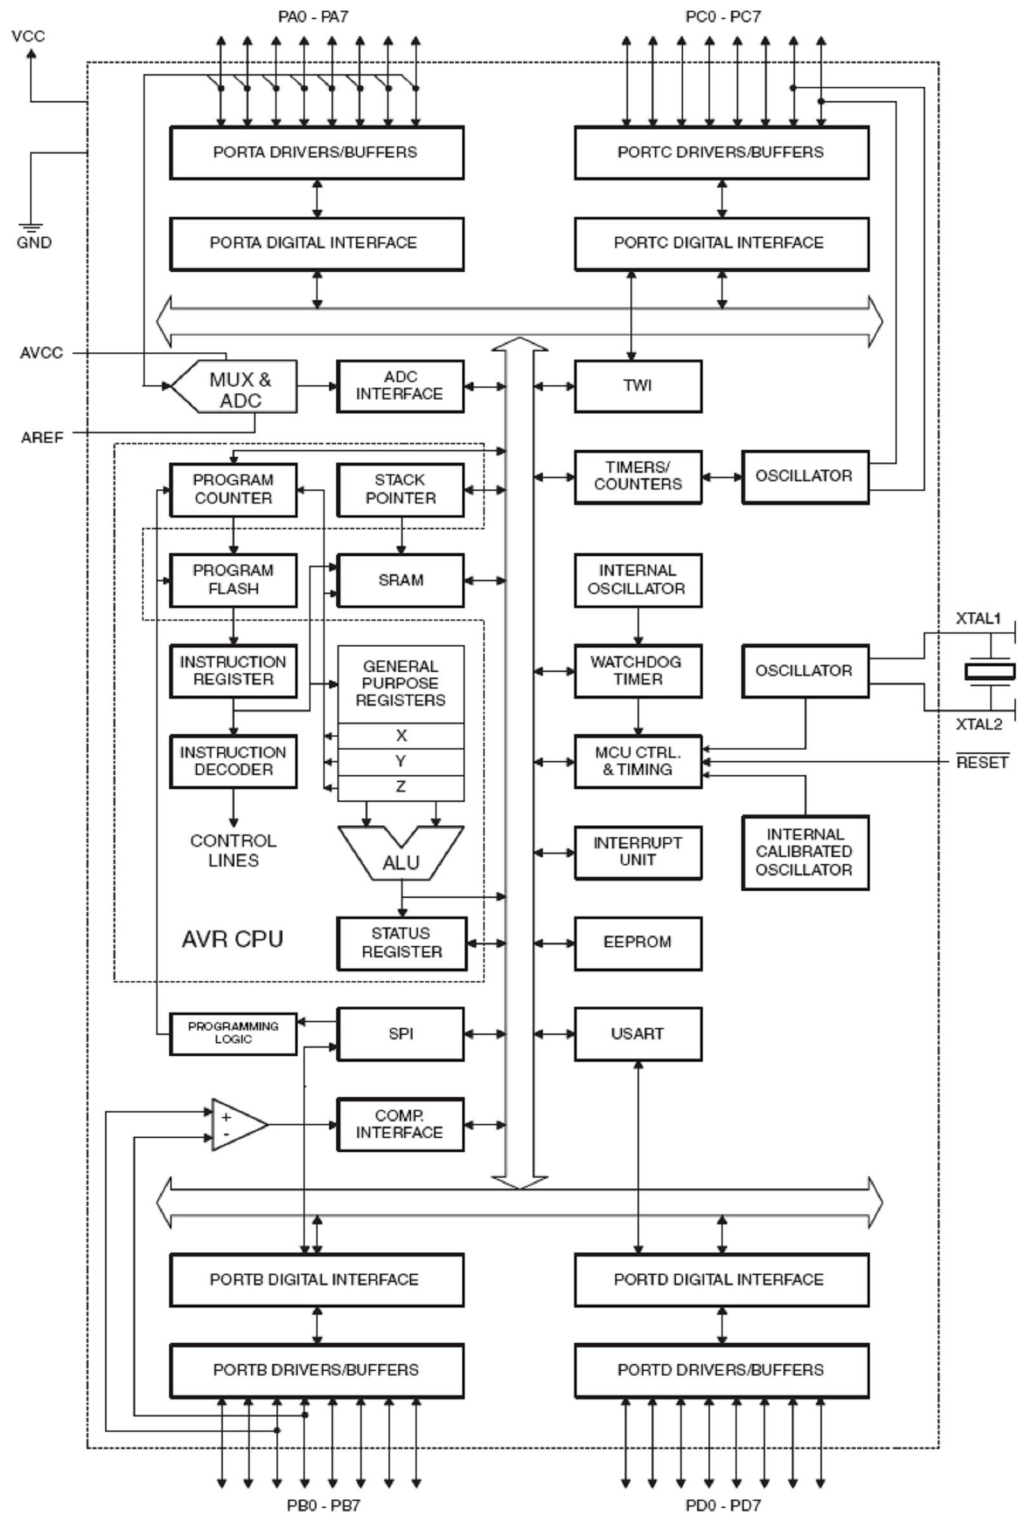 PA0 - PA7
PC0 - PC7
VCC
PORTA DRIVERS/BUFFERS
PORTC DRIVERS/BUFFERS
GND
PORTA DIGITAL INTERFACE
PORTC DIGITAL INTERFACE
AVCC
MUX &
ADC
ADC
INTERFACE
TWI
AREF
PROGRAM
COUNTER
STACK
POINTER
TIMERS/
COUNTERS
OSCILLATOR
PROGRAM
FLASH
SRAM
INTERNAL
OSCILLATOR
XTAL1
INSTRUCTION
REGISTER
GENERAL
PURPOSE
REGISTERS
WATCHDOG
TIMER
OSCILLATOR
XTAL2
X
Y
Z
INSTRUCTION
DECODER
MCU CTRL.
& TIMING
RESET
CONTROL
LINES
ALU
INTERRUPT
UNIT
INTERNAL
CALIBRATED
OSCILLATOR
AVR CPU
STATUS
REGISTER
EEPROM
PROGRAMMING
LOGIC
SPI
USART
+
-
COMP.
INTERFACE
PORTB DIGITAL INTERFACE
PORTD DIGITAL INTERFACE
PORTB DRIVERS/BUFFERS
PORTD DRIVERS/BUFFERS
PB0 - PB7
PD0 - PD7